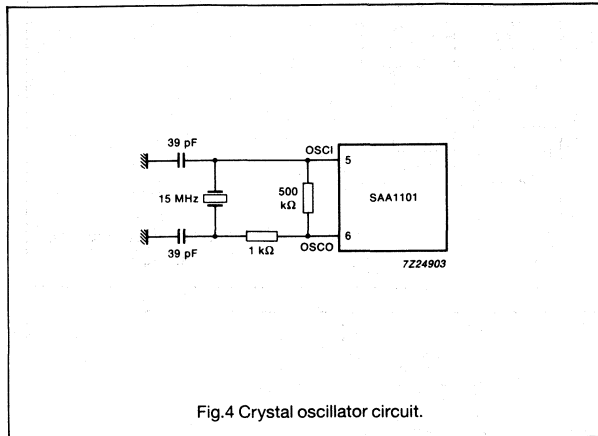 39 pF
OSCI
5
15 MHz
500
kΩ
SAA1101
6
OSCO
1 kΩ
39 pF
7Z24903
Fig.4 Crystal oscillator circuit.